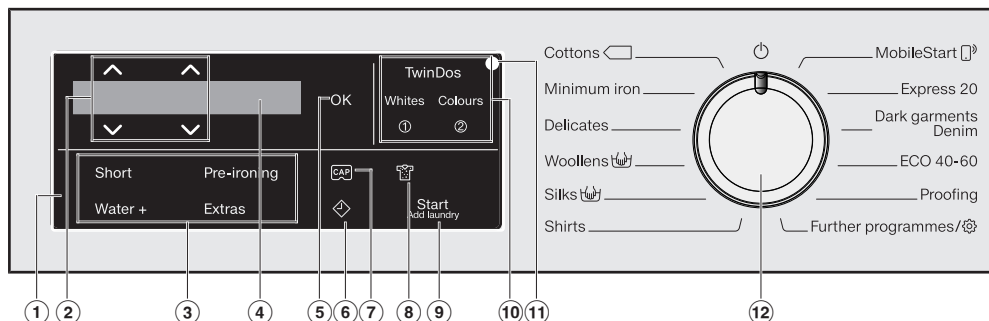 TwinDos
OK
Whites Colours
① ②
Short Pre-ironing
CAP
Water + Extras
Start
Add laundry
Cottons
Minimum iron
Delicates
Woollens
Silks
Shirts
MobileStart
Express 20
Dark garments
Denim
ECO 40-60
Proofing
Further programmes/
① ② ③ ④ ⑤ ⑥ ⑦ ⑧ ⑨ ⑩ ⑪ ⑫